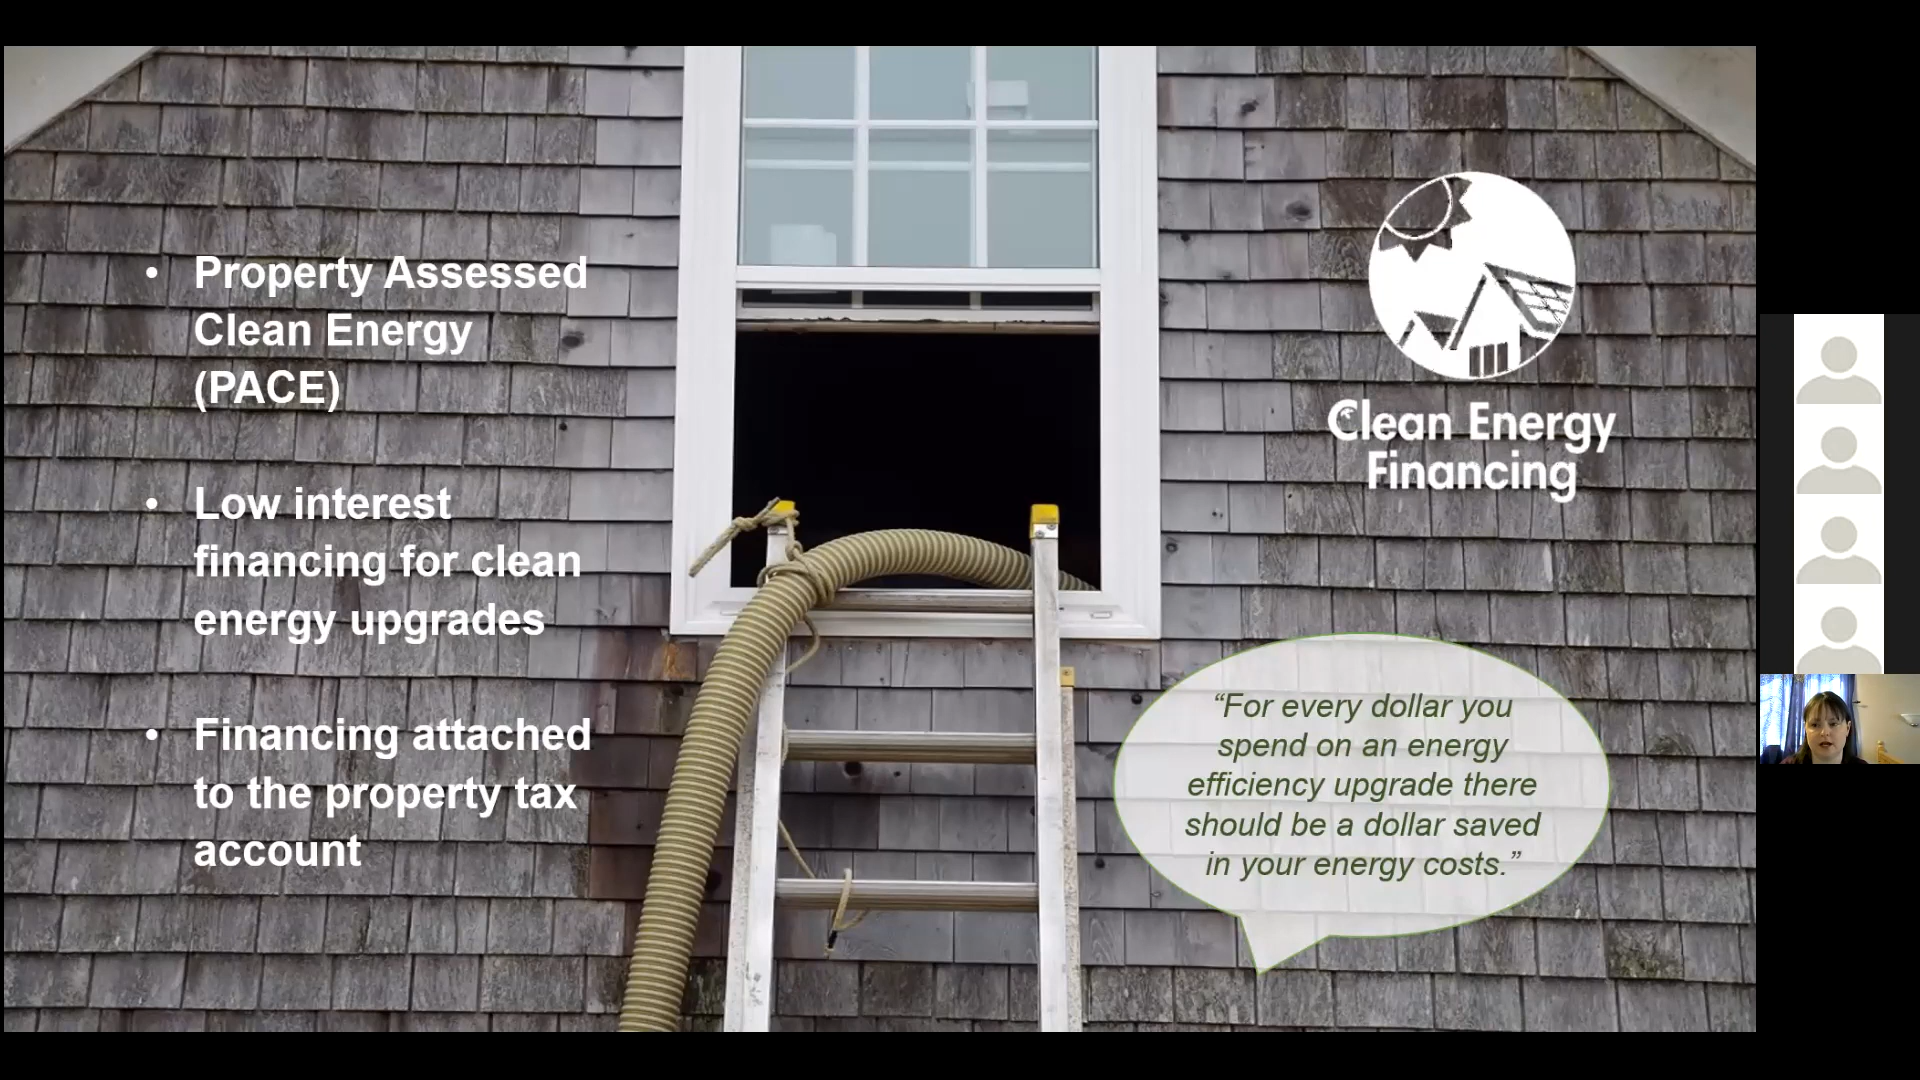 • Property Assessed
Clean Energy
(PACE)
• Low interest
financing for clean
energy upgrades
• Financing attached
to the property tax
account
Clean Energy
Financing
“For every dollar you
spend on an energy
efficiency upgrade there
should be a dollar saved
in your energy costs.”